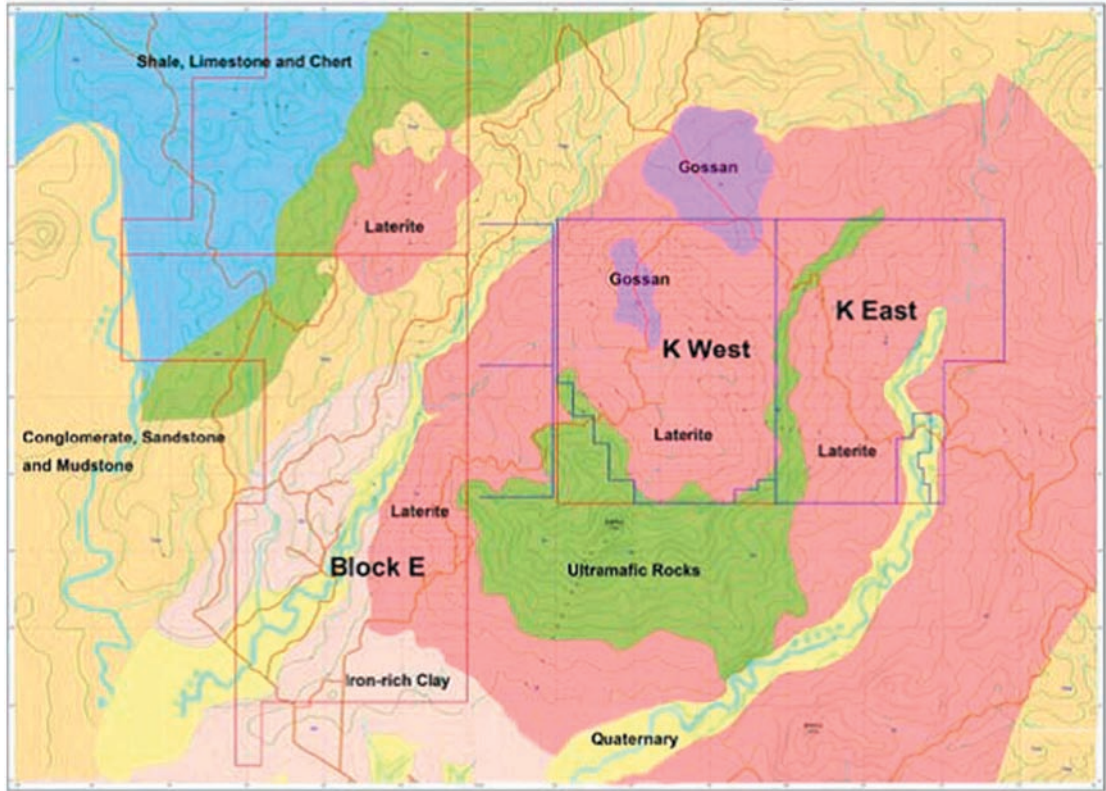 Shale, Limestone and Chert
Gossan
Laterite
Gossan
K East
K West
Conglomerate, Sandstone
and Mudstone
Laterite
Laterite
Laterite
Block E
Ultramafic Rocks
Iron-rich Clay
Quaternary